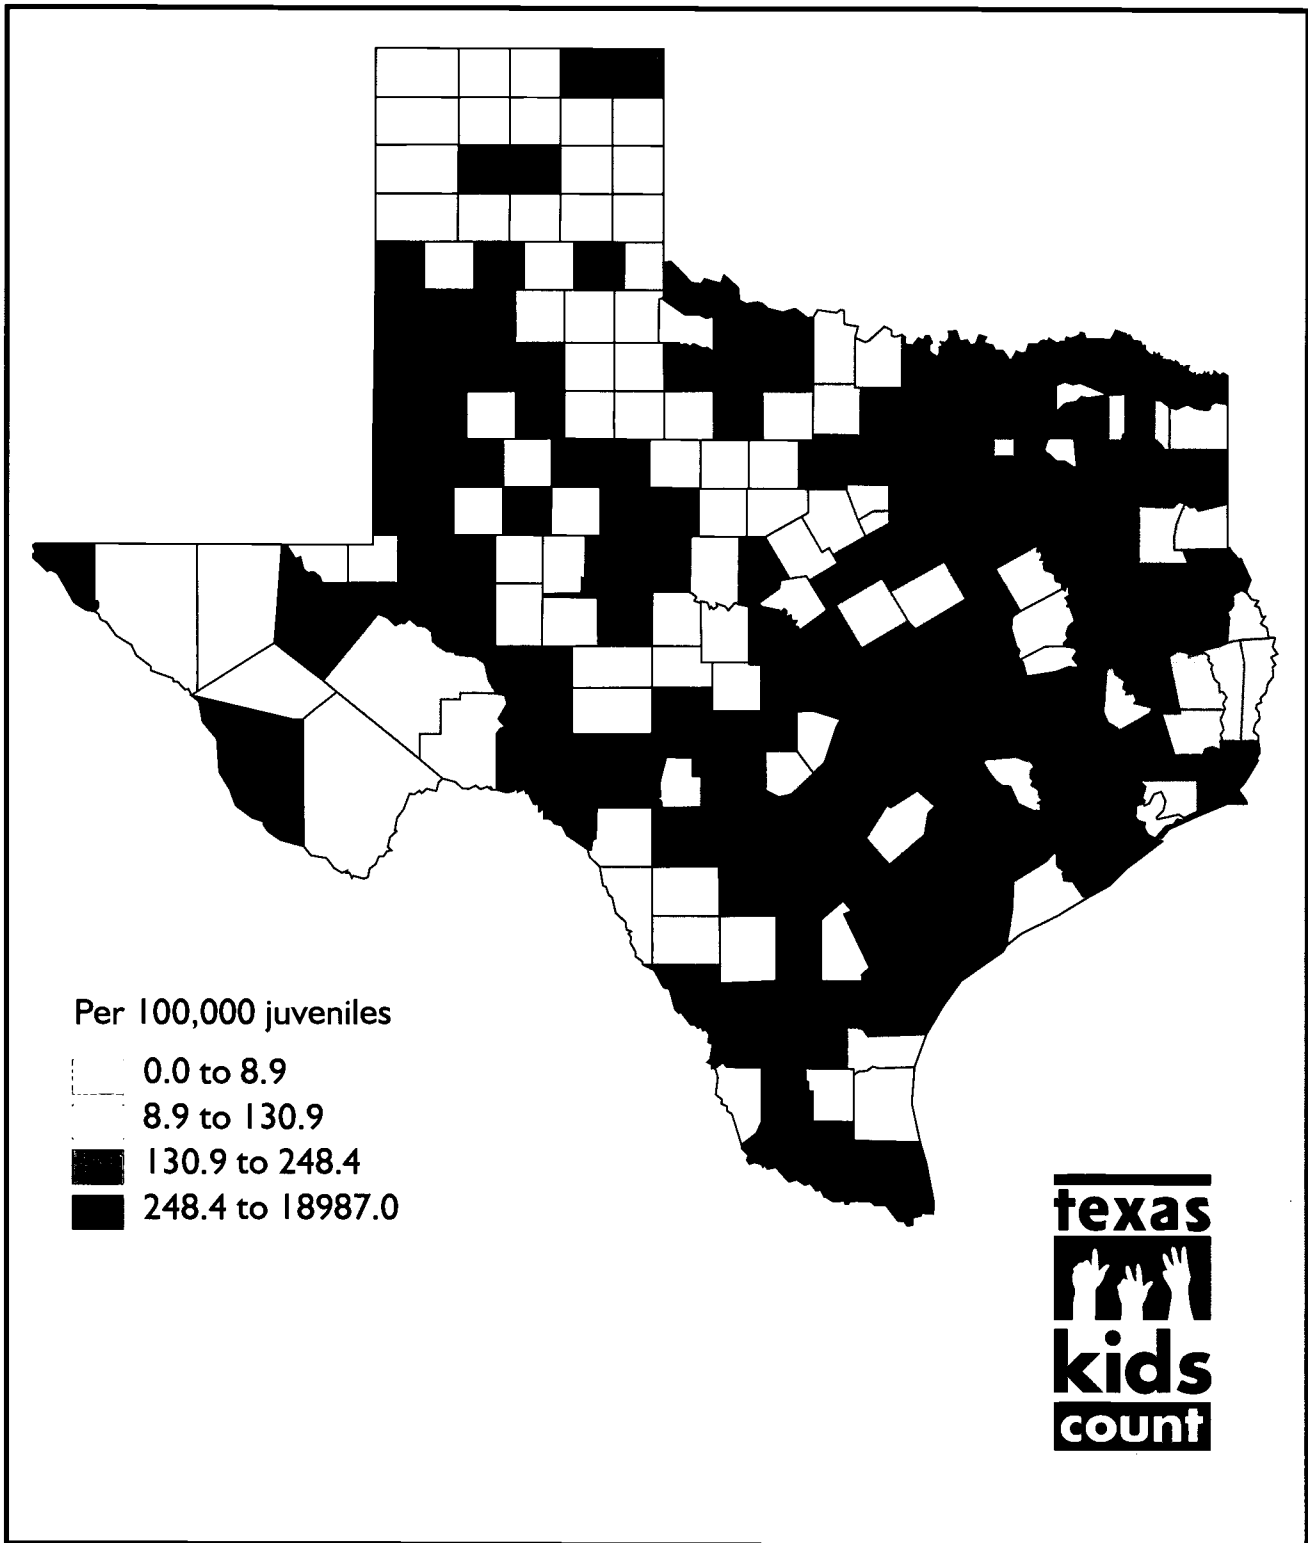 Per 100,000 juveniles
0.0 to 8.9
8.9 to 130.9
130.9 to 248.4
248.4 to 18987.0
texas
kids
count